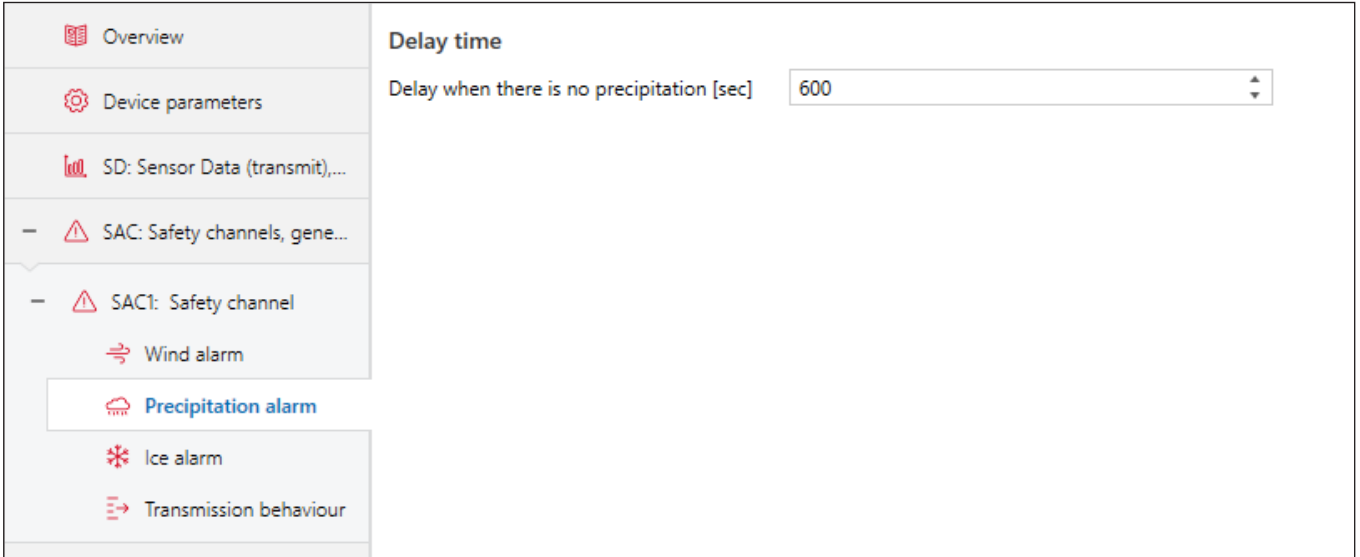 Overview
Device parameters
SD: Sensor Data (transmit),...
SAC: Safety channels, gene...
SAC1: Safety channel
Wind alarm
Precipitation alarm
Ice alarm
Transmission behaviour
Delay time
Delay when there is no precipitation [sec] 600